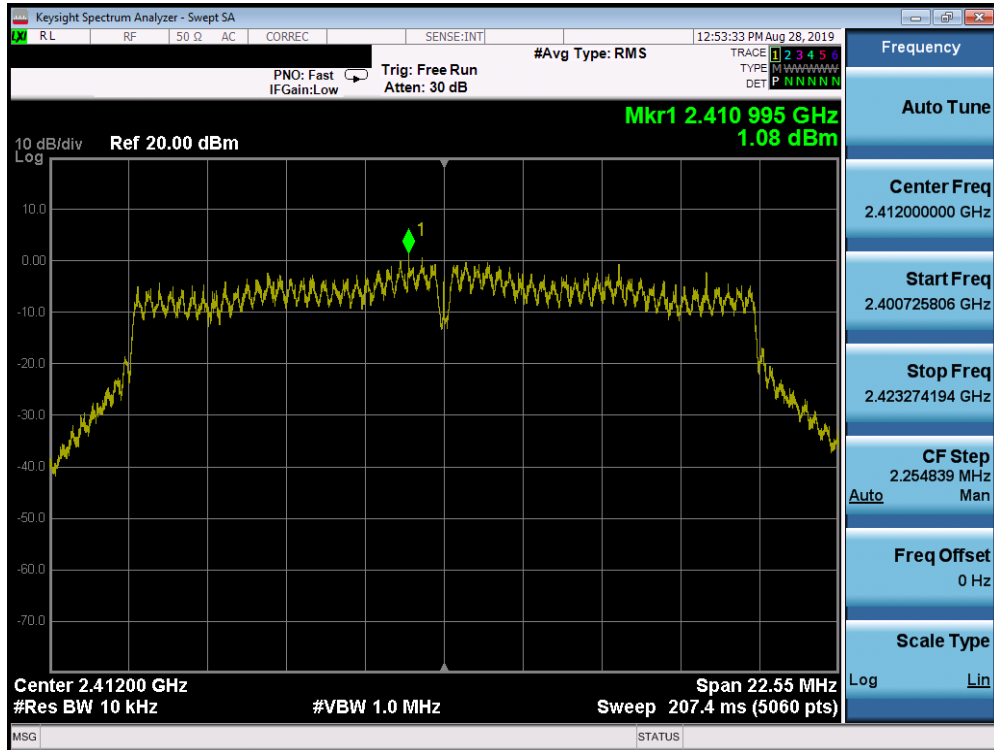 Keysight Spectrum Analyzer - Swept SA
LXI RL RF 50 Ω AC CORREC SENSE:INT 12:53:33 PM Aug 28, 2019
#Avg Type: RMS TRACE 1 2 3 4 5 6
PNO: Fast Trig: Free Run TYPE M WWWWW
IFGain:Low Atten: 30 dB DET P N N N N N
Mkr1 2.410 995 GHz
1.08 dBm
10 dB/div Ref 20.00 dBm
Log
10.0
1
0.00
-10.0
-20.0
-30.0
-40.0
-50.0
-60.0
-70.0
Center 2.41200 GHz Span 22.55 MHz
#Res BW 10 kHz #VBW 1.0 MHz Sweep 207.4 ms (5060 pts)
MSG STATUS
Frequency
Auto Tune
Center Freq
2.412000000 GHz
Start Freq
2.400725806 GHz
Stop Freq
2.423274194 GHz
CF Step
2.254839 MHz
Auto Man
Freq Offset
0 Hz
Scale Type
Log Lin